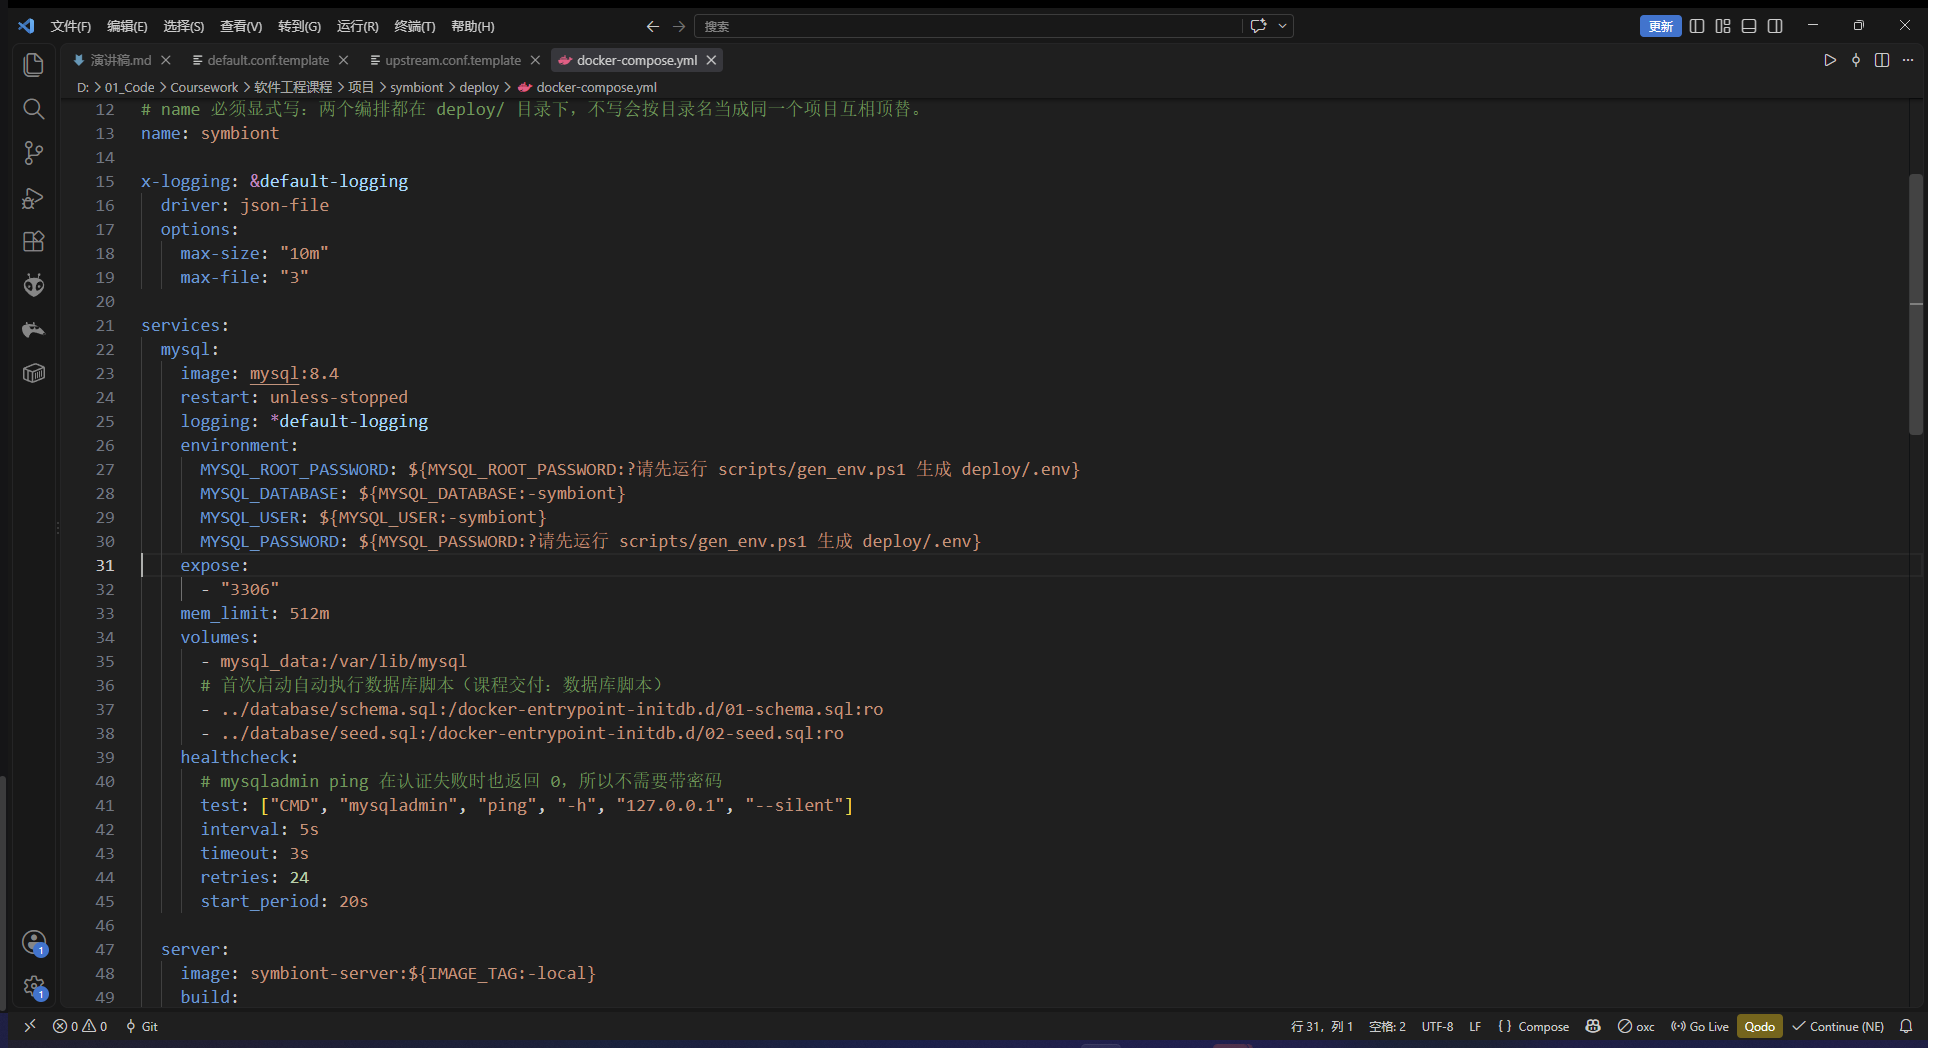 文件(F) 编辑(E) 选择(S) 查看(V) 转到(G) 运行(R) 终端(T) 帮助(H) 搜索 更新
演讲稿.md default.conf.template upstream.conf.template docker-compose.yml
D: > 01_Code > Coursework > 软件工程课程 > 项目 > symbiont > deploy > docker-compose.yml
12 # name 必须显式写：两个编排都在 deploy/ 目录下，不写会按目录名当成同一个项目互相顶替。
13 name: symbiont
14
15 x-logging: &default-logging
16   driver: json-file
17   options:
18     max-size: "10m"
19     max-file: "3"
20
21 services:
22   mysql:
23     image: mysql:8.4
24     restart: unless-stopped
25     logging: *default-logging
26     environment:
27       MYSQL_ROOT_PASSWORD: ${MYSQL_ROOT_PASSWORD:?请先运行 scripts/gen_env.ps1 生成 deploy/.env}
28       MYSQL_DATABASE: ${MYSQL_DATABASE:-symbiont}
29       MYSQL_USER: ${MYSQL_USER:-symbiont}
30       MYSQL_PASSWORD: ${MYSQL_PASSWORD:?请先运行 scripts/gen_env.ps1 生成 deploy/.env}
31     expose:
32       - "3306"
33     mem_limit: 512m
34     volumes:
35       - mysql_data:/var/lib/mysql
36       # 首次启动自动执行数据库脚本（课程交付：数据库脚本）
37       - ../database/schema.sql:/docker-entrypoint-initdb.d/01-schema.sql:ro
38       - ../database/seed.sql:/docker-entrypoint-initdb.d/02-seed.sql:ro
39     healthcheck:
40       # mysqladmin ping 在认证失败时也返回 0，所以不需要带密码
41       test: ["CMD", "mysqladmin", "ping", "-h", "127.0.0.1", "--silent"]
42       interval: 5s
43       timeout: 3s
44       retries: 24
45       start_period: 20s
46
47   server:
48     image: symbiont-server:${IMAGE_TAG:-local}
49     build:
1
1
0 0 Git 行 31，列 1 空格: 2 UTF-8 LF { } Compose oxc Go Live Qodo Continue (NE)